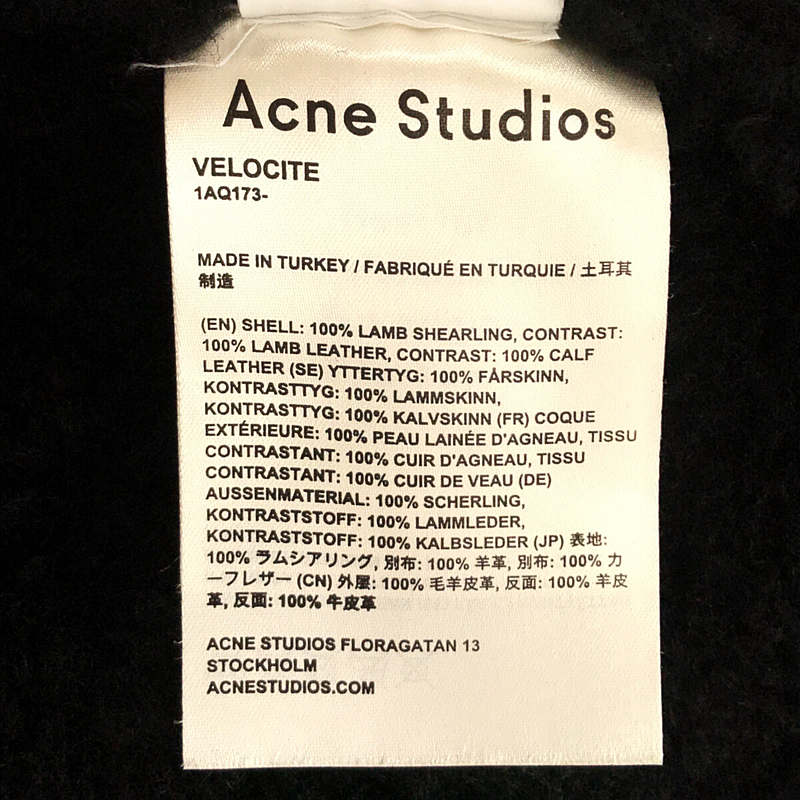 Acne Studios
VELOCITE
1AQ173-
MADE IN TURKEY / FABRIQUÉ EN TURQUIE / 土耳其
制造
(EN) SHELL: 100% LAMB SHEARLING, CONTRAST:
100% LAMB LEATHER, CONTRAST: 100% CALF
LEATHER (SE) YTTERTYG: 100% FÅRSKINN,
KONTRASTTYG: 100% LAMMSKINN,
KONTRASTTYG: 100% KALVSKINN (FR) COQUE
EXTÉRIEURE: 100% PEAU LAINÉE D'AGNEAU, TISSU
CONTRASTANT: 100% CUIR D'AGNEAU, TISSU
CONTRASTANT: 100% CUIR DE VEAU (DE)
AUSSENMATERIAL: 100% SCHERLING,
KONTRASTSTOFF: 100% LAMMLEDER,
KONTRASTSTOFF: 100% KALBSLEDER (JP) 表地:
100% ラムシアリング, 別布: 100% 羊革, 別布: 100% カ
ーフレザー (CN) 外层: 100% 毛羊皮革, 反面: 100% 羊皮
革, 反面: 100% 牛皮革
ACNE STUDIOS FLORAGATAN 13
STOCKHOLM
ACNESTUDIOS.COM